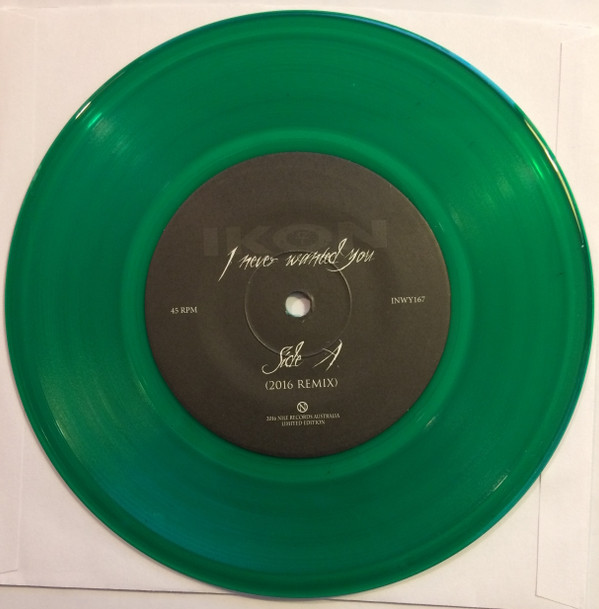 IKON
I never wanted you
45 RPM
INWY167
Side A
(2016 REMIX)
2016 NILE RECORDS AUSTRALIA
LIMITED EDITION